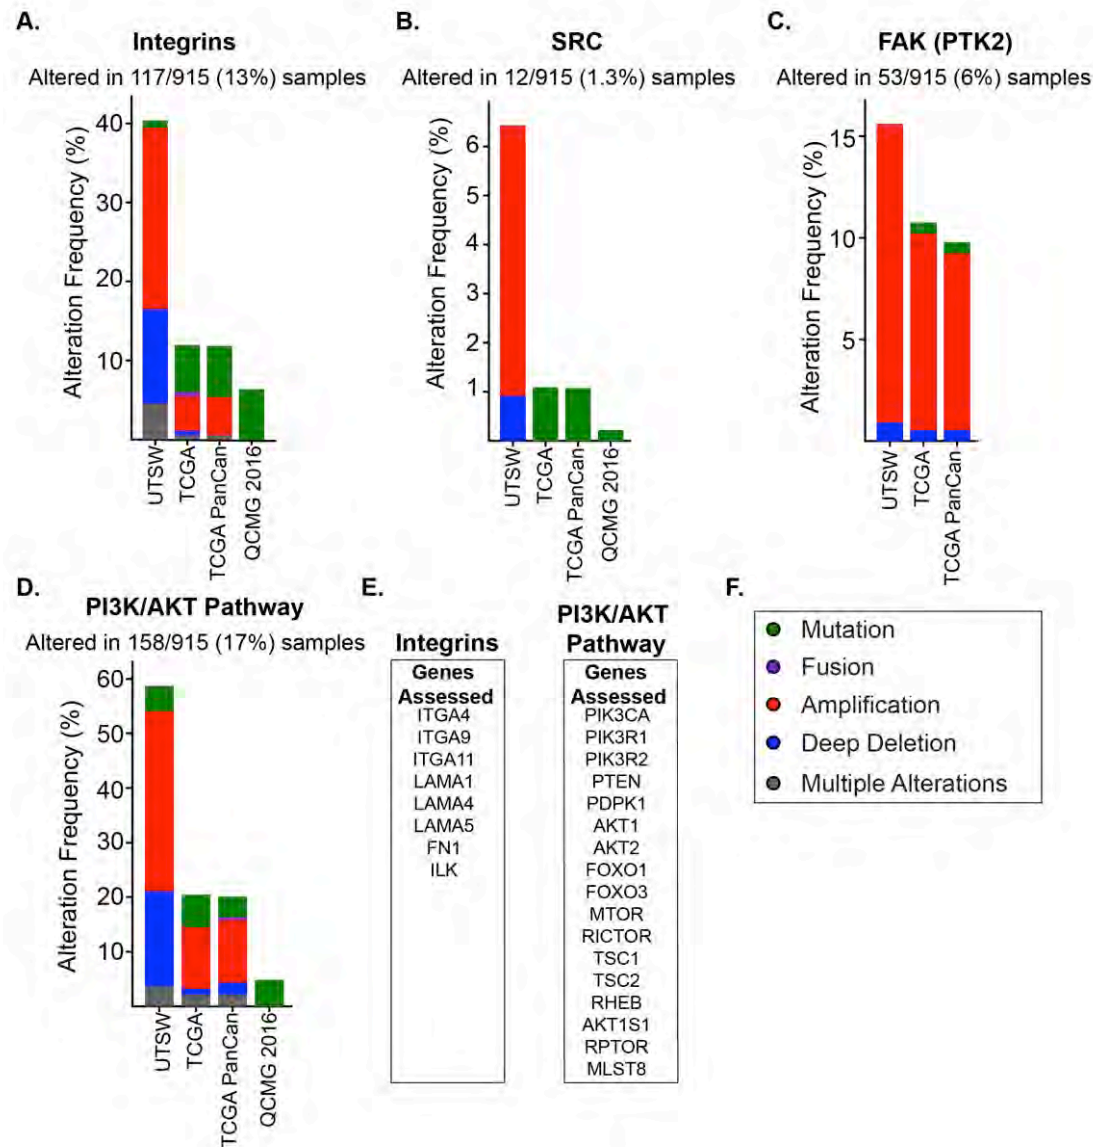 A.
Integrins
Altered in 117/915 (13%) samples
Alteration Frequency (%)
40
30
20
10
UTSW
TCGA
TCGA PanCan
QCMG 2016
B.
SRC
Altered in 12/915 (1.3%) samples
Alteration Frequency (%)
6
5
4
3
2
1
UTSW
TCGA
TCGA PanCan
QCMG 2016
C.
FAK (PTK2)
Altered in 53/915 (6%) samples
Alteration Frequency (%)
15
10
5
UTSW
TCGA
TCGA PanCan
D.
PI3K/AKT Pathway
Altered in 158/915 (17%) samples
Alteration Frequency (%)
60
50
40
30
20
10
UTSW
TCGA
TCGA PanCan
QCMG 2016
E.
Integrins
Genes
Assessed
ITGA4
ITGA9
ITGA11
LAMA1
LAMA4
LAMA5
FN1
ILK
PI3K/AKT
Pathway
Genes
Assessed
PIK3CA
PIK3R1
PIK3R2
PTEN
PDPK1
AKT1
AKT2
FOXO1
FOXO3
MTOR
RICTOR
TSC1
TSC2
RHEB
AKT1S1
RPTOR
MLST8
F.
Mutation
Fusion
Amplification
Deep Deletion
Multiple Alterations